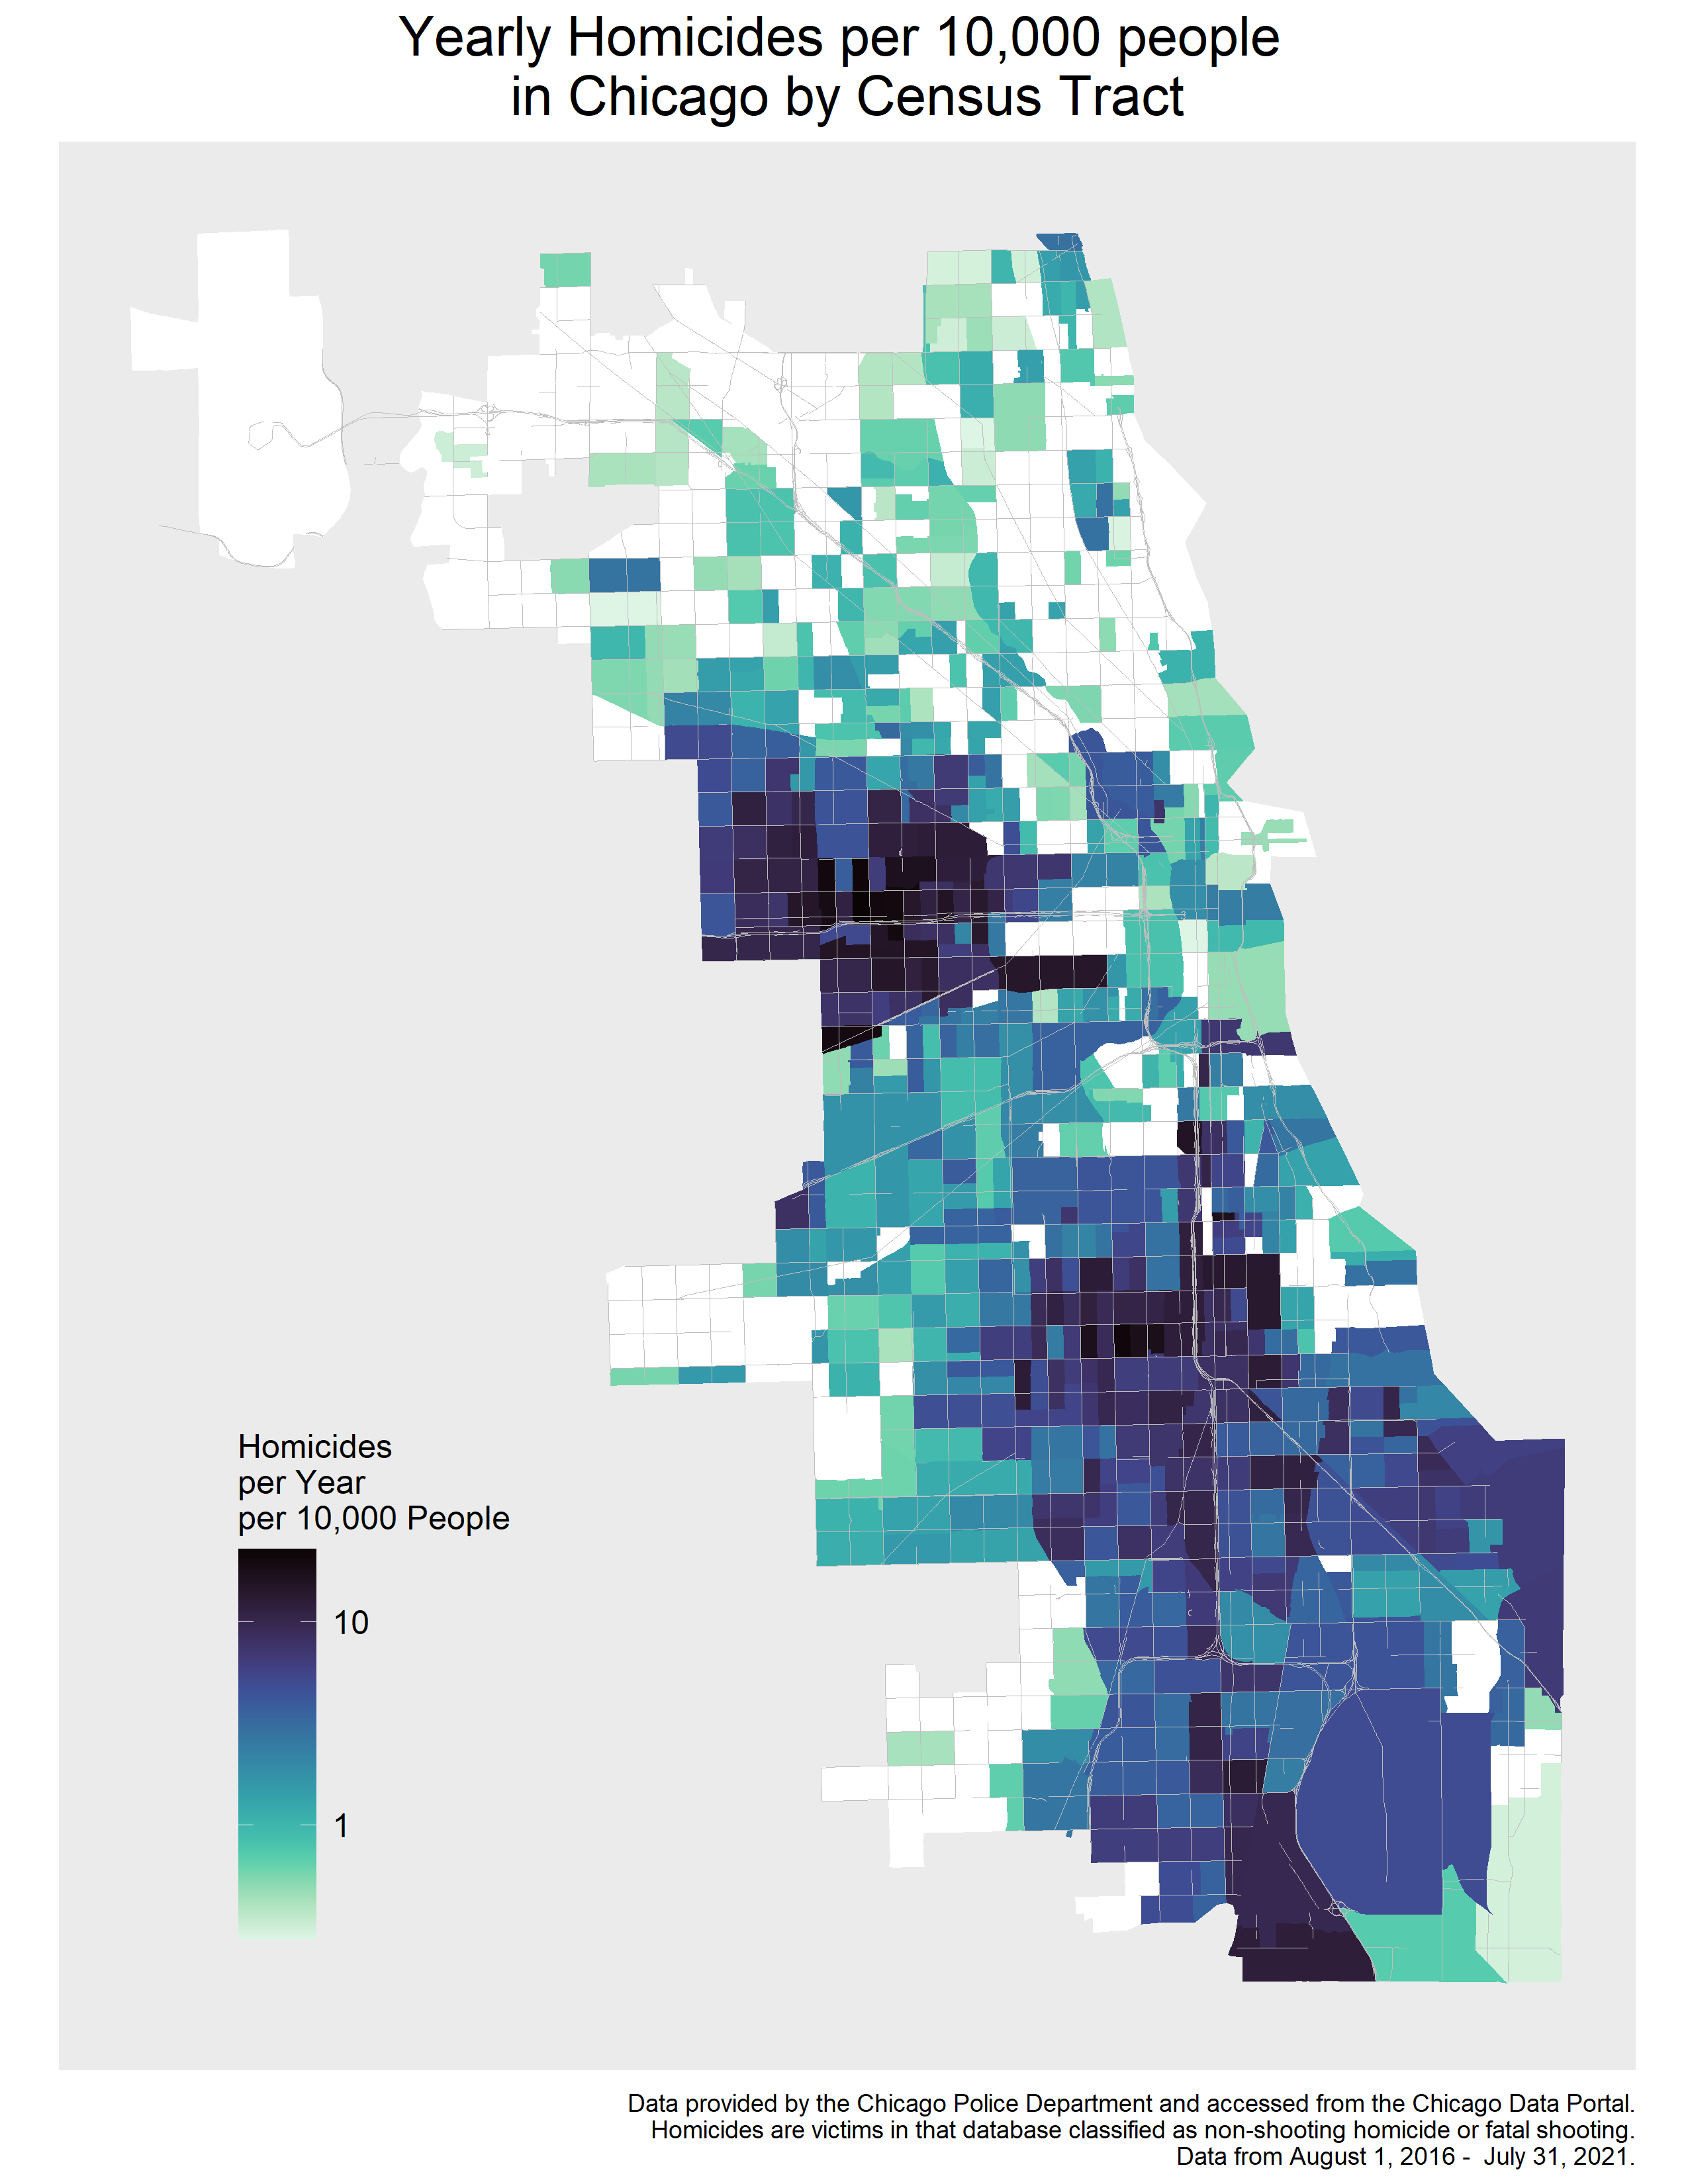 Yearly Homicides per 10,000 people
in Chicago by Census Tract
Homicides
per Year
per 10,000 People
10
1
Data provided by the Chicago Police Department and accessed from the Chicago Data Portal.
Homicides are victims in that database classified as non-shooting homicide or fatal shooting.
Data from August 1, 2016 -  July 31, 2021.